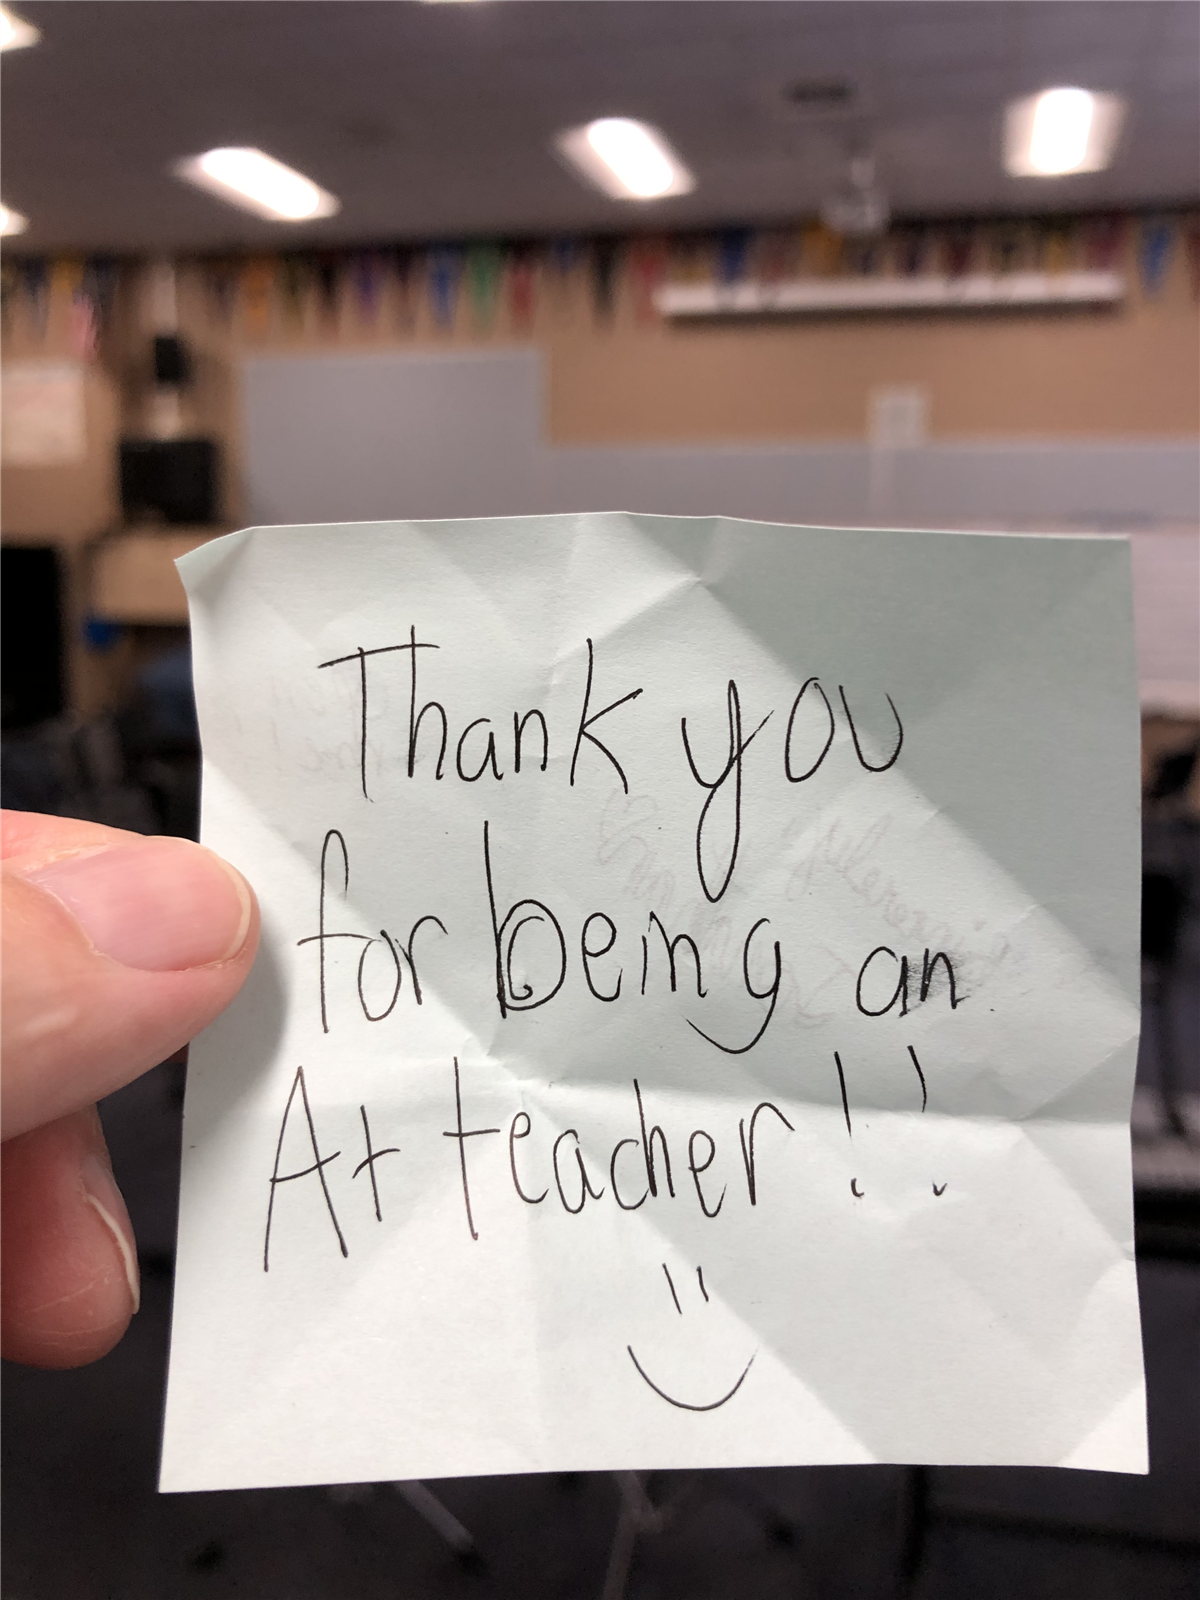 Thank you
for being an
A+ teacher!!